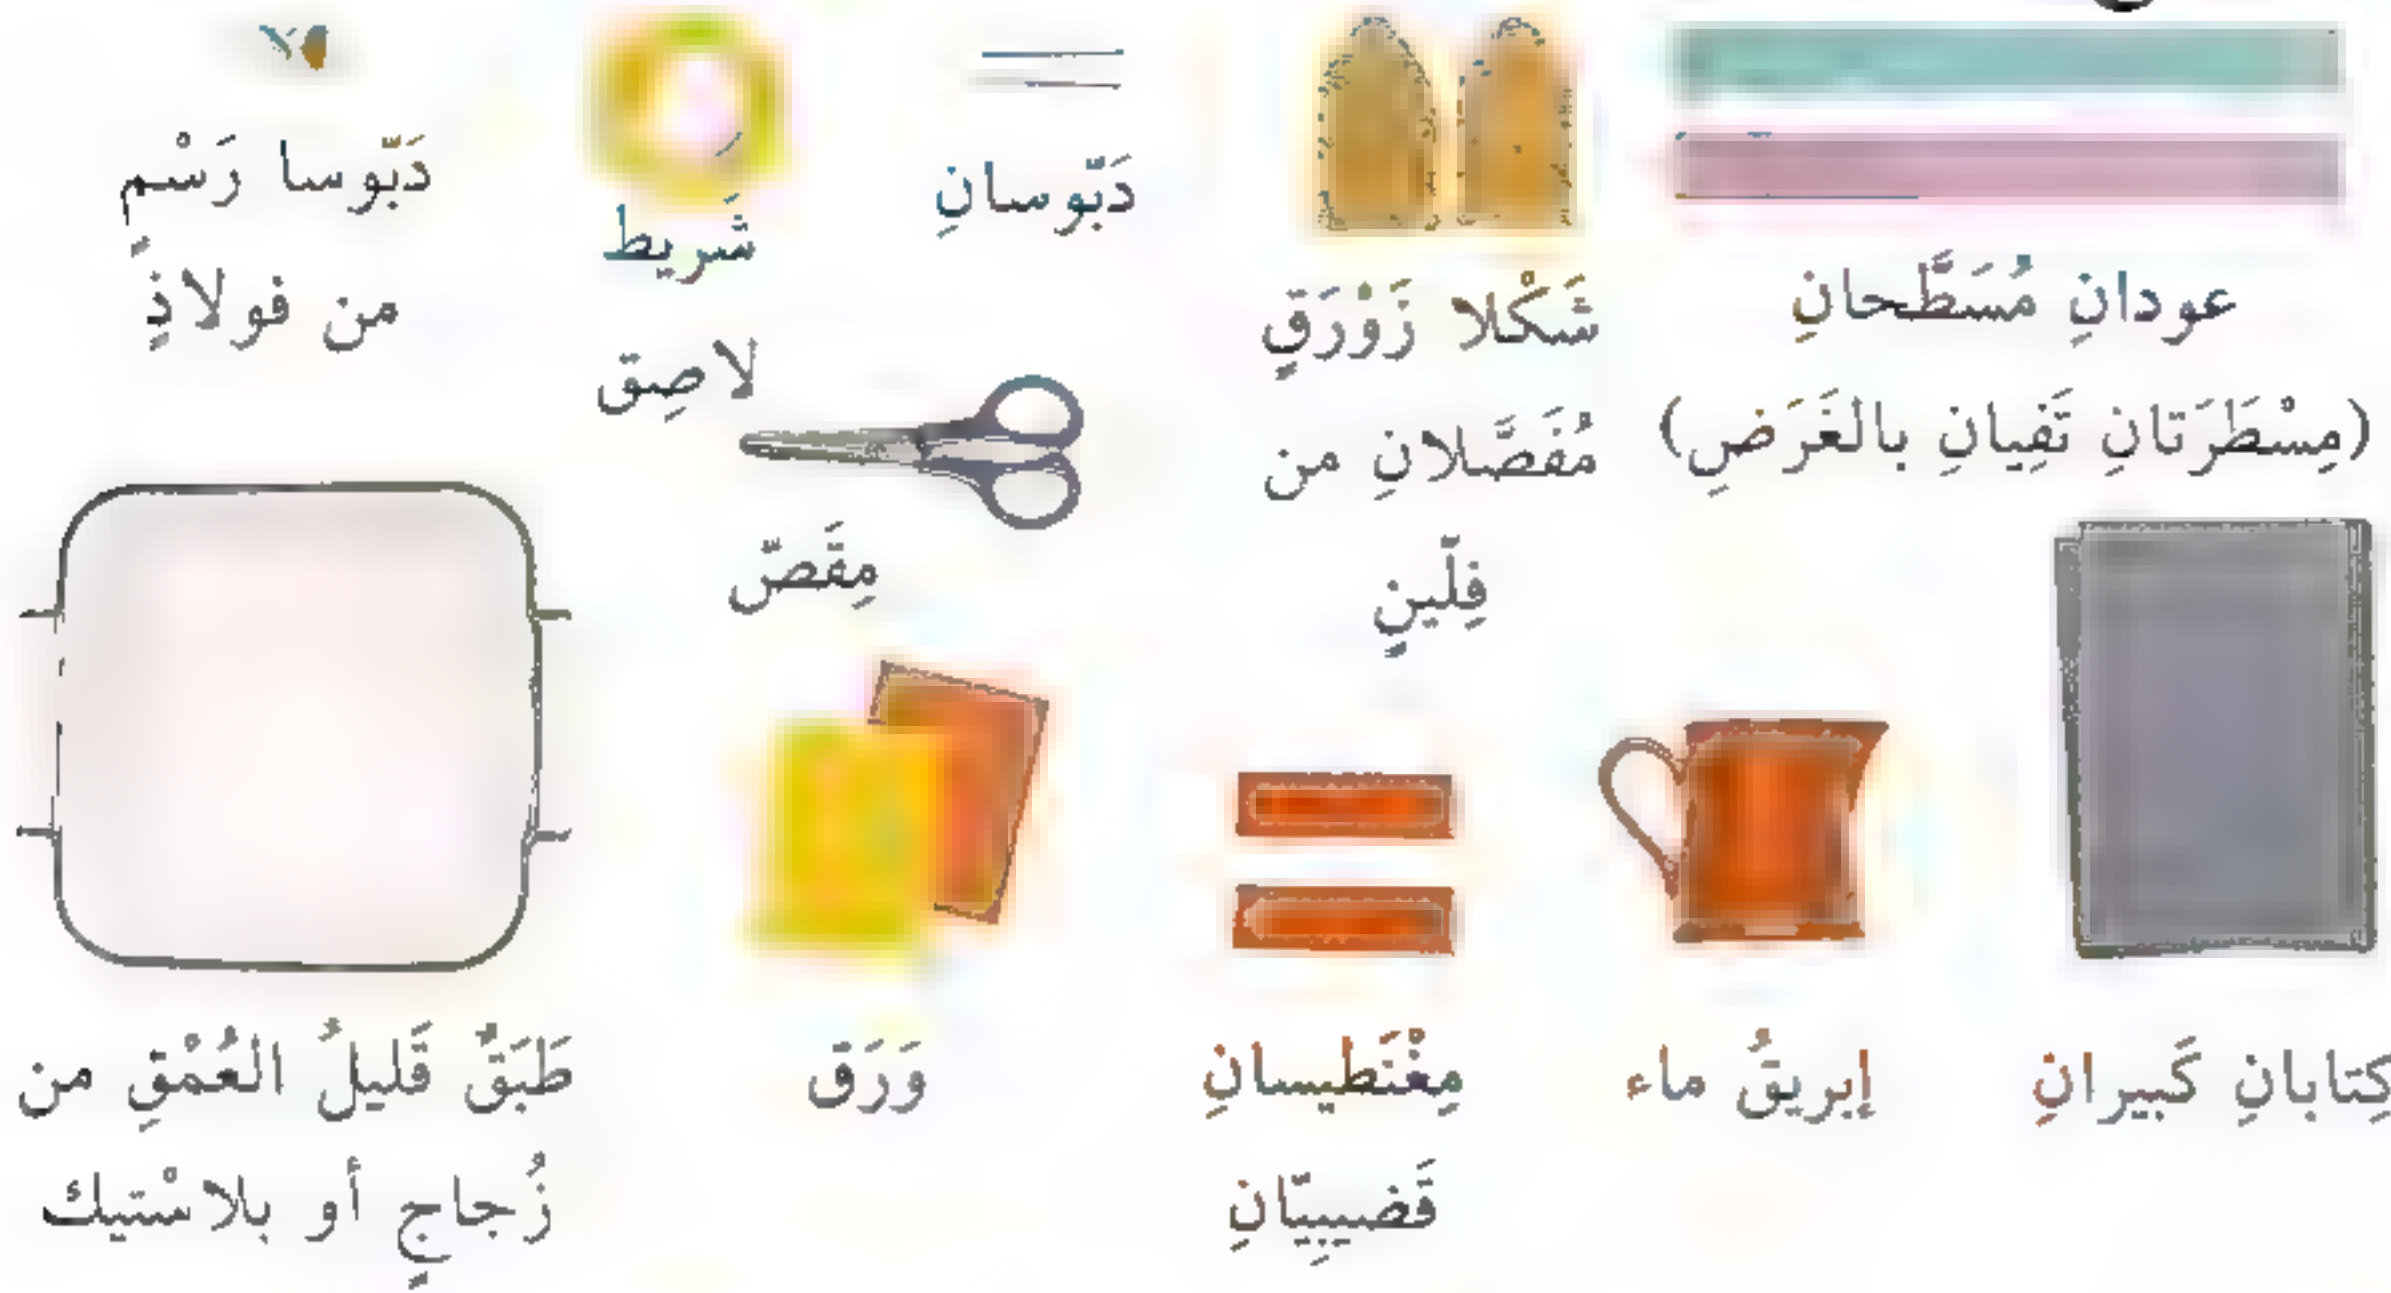 عودانِ مُسَطَّحانِ
(مِسْطَرَتانِ تَفِيانِ بالغَرَضِ)
شَكْلا زَوْرَقٍ
مُفَصَّلانِ من
فِلّينٍ
دَبّوسانِ
شَريط
لاصِق
دَبّوسا رَسْمٍ
من فولاذٍ
مِقَصّ
كِتابانِ كَبيرانِ
إبريقُ ماء
مِغْنَطيسانِ
قَضيبِيّانِ
وَرَق
طَبَقٌ قَليلُ العُمْقِ من
زُجاجٍ أو بلاسْتيك